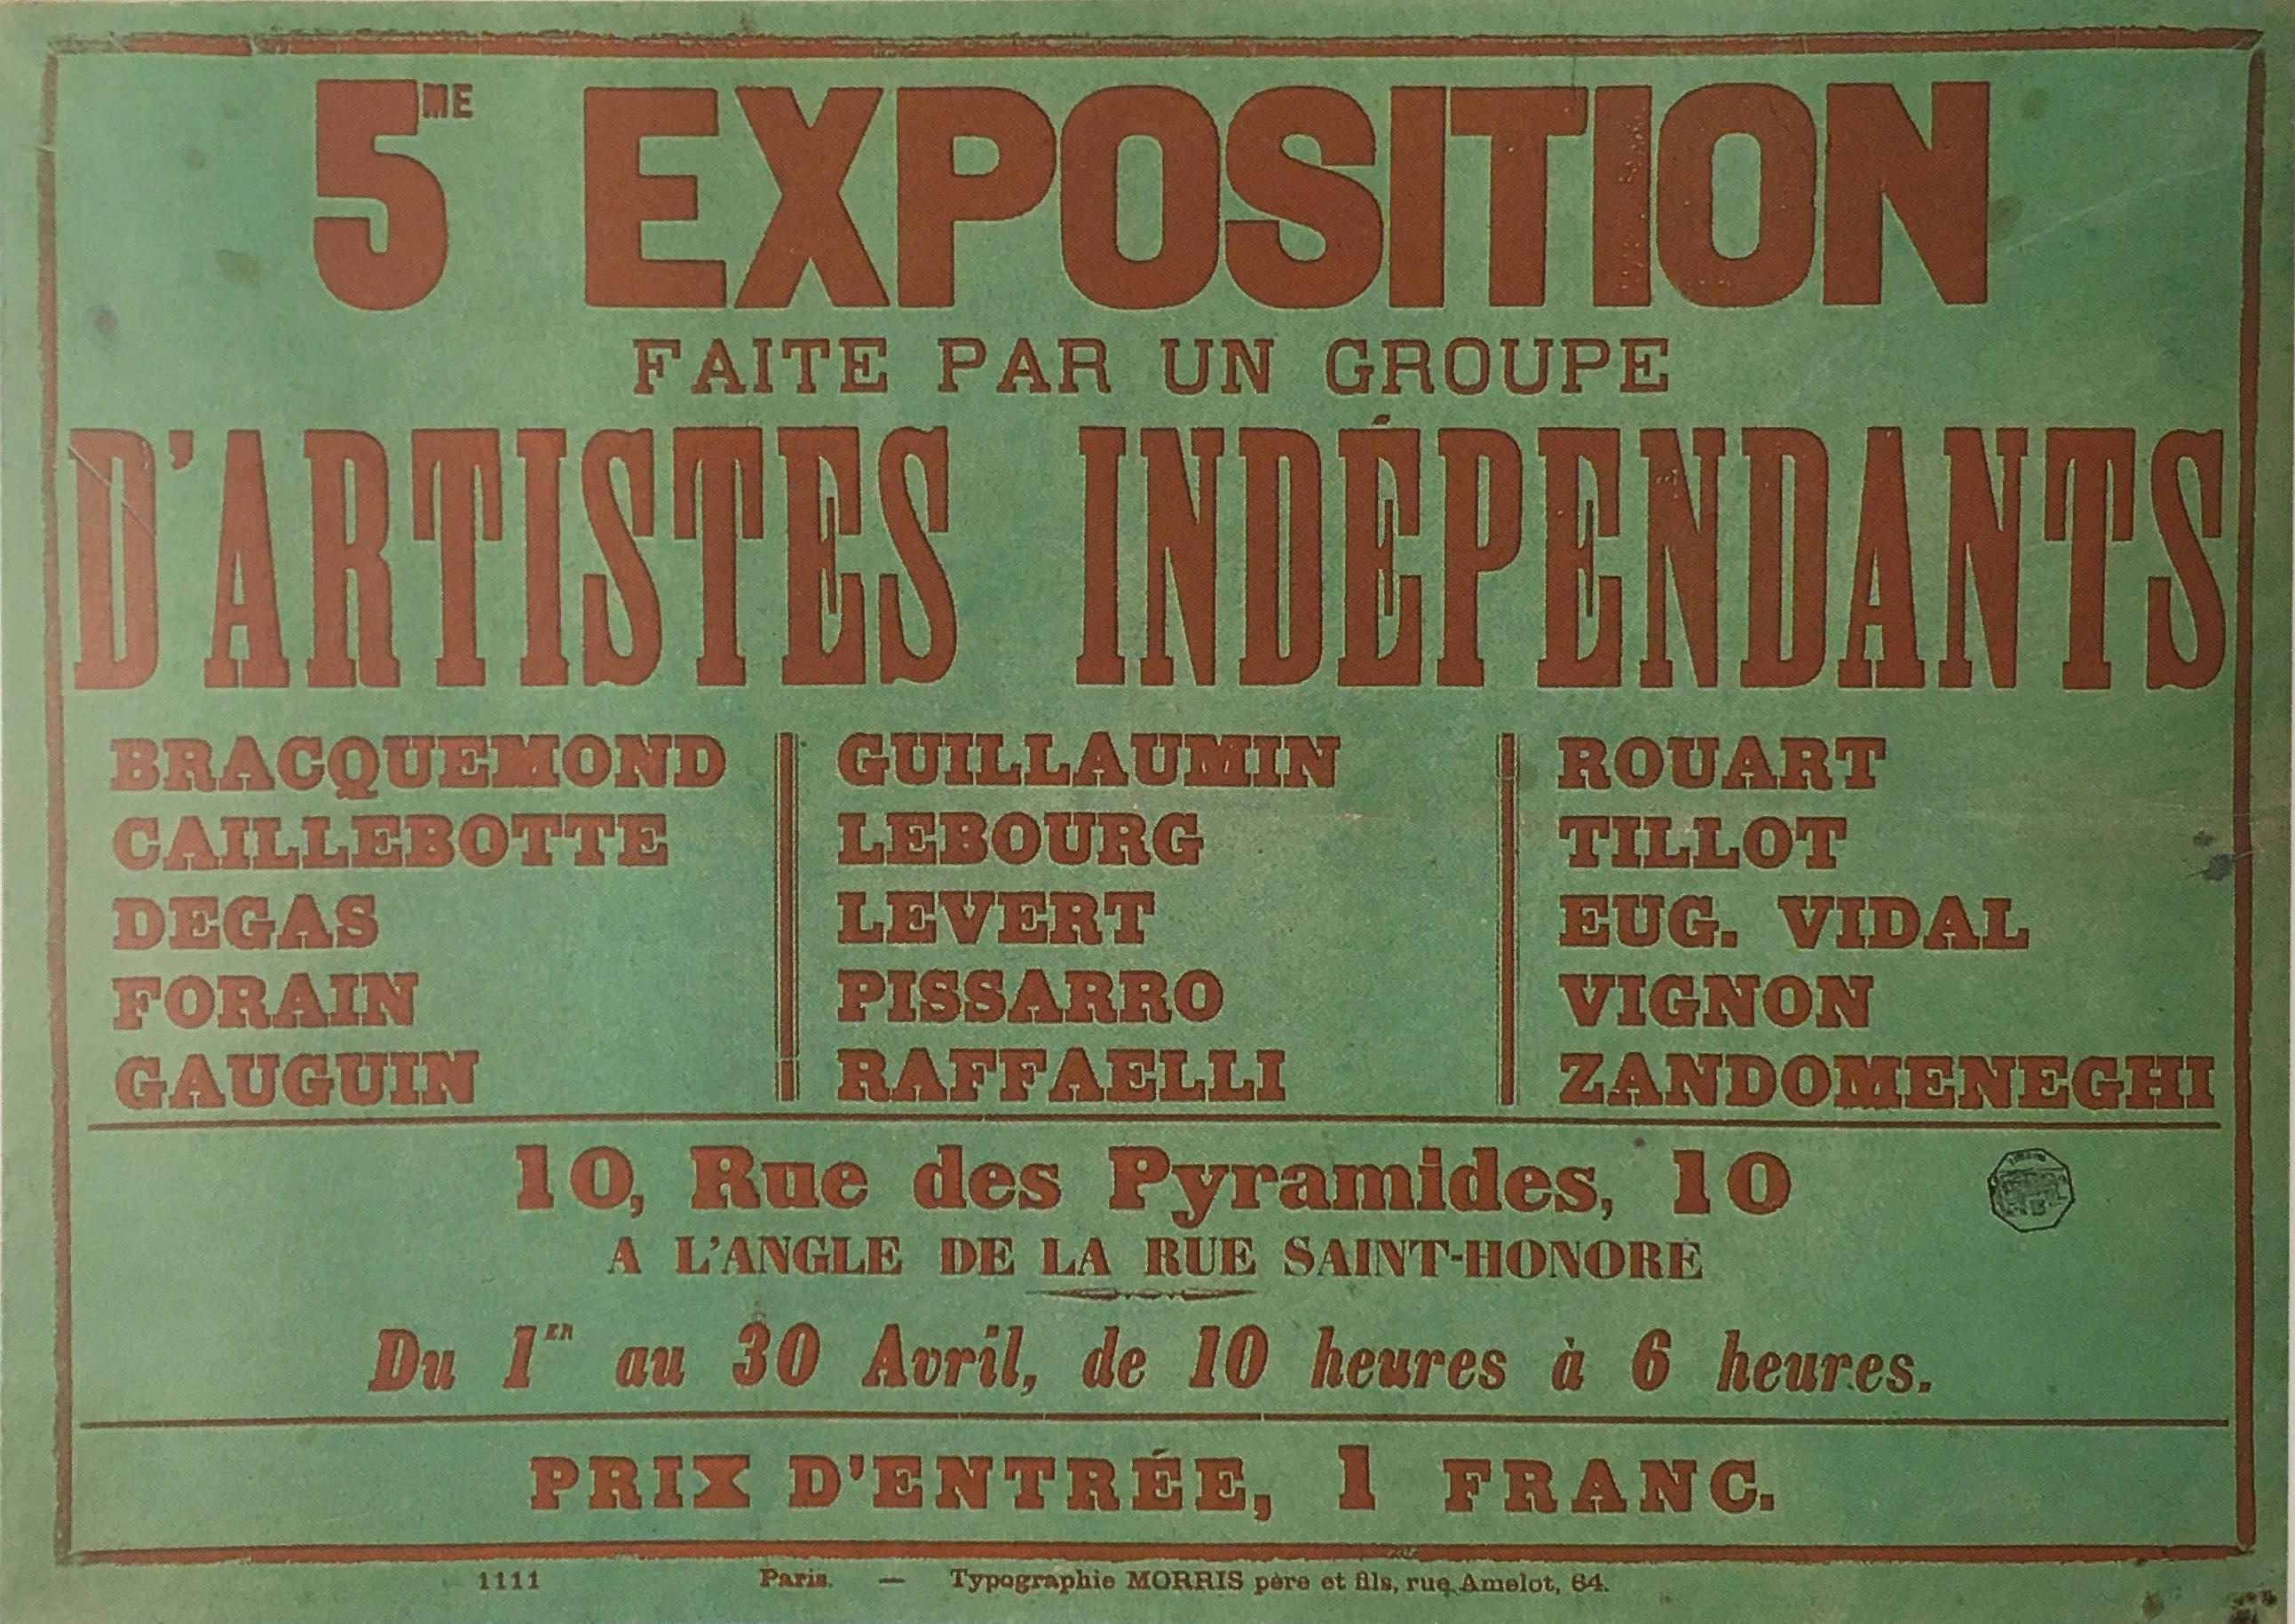 5ME EXPOSITION
FAITE PAR UN GROUPE
D'ARTISTES INDÉPENDANTS
BRACQUEMOND
CAILLEBOTTE
DEGAS
FORAIN
GAUGUIN
GUILLAUMIN
LEBOURG
LEVERT
PISSARRO
RAFFAELLI
ROUART
TILLOT
EUG. VIDAL
VIGNON
ZANDOMENEGHI
10, Rue des Pyramides, 10
A L'ANGLE DE LA RUE SAINT-HONORÉ
Du 1er au 30 Avril, de 10 heures à 6 heures.
PRIX D'ENTRÉE, 1 FRANC.
1111 Paris. — Typographie MORRIS père et fils, rue Amelot, 64.